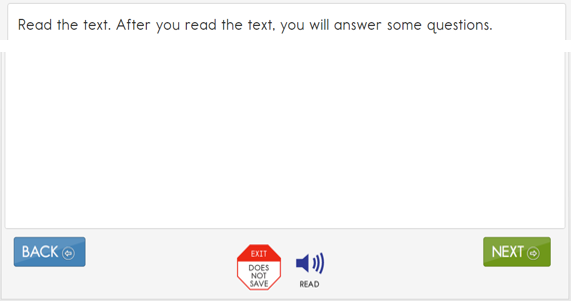 Read the text. After you read the text, you will answer some questions.
BACK
EXIT
DOES
NOT
SAVE
READ
NEXT